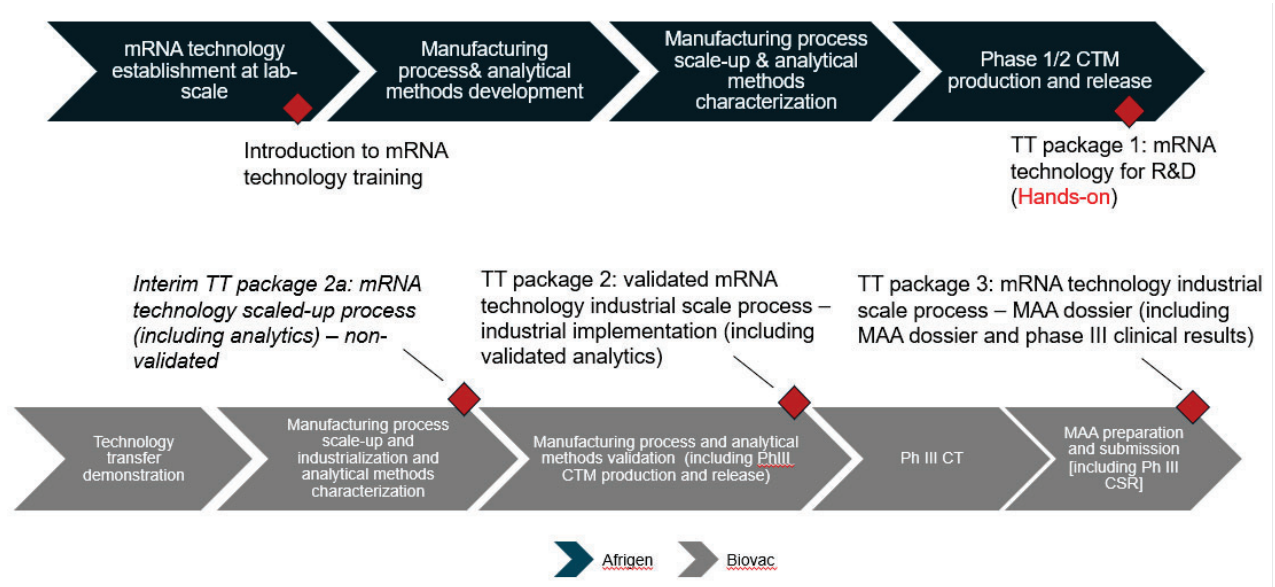 mRNA technology
establishment at lab-
scale
Manufacturing
process& analytical
methods development
Manufacturing process
scale-up & analytical
methods
characterization
Phase 1/2 CTM
production and release
Introduction to mRNA
technology training
TT package 1: mRNA
technology for R&D
(Hands-on)
Interim TT package 2a: mRNA
technology scaled-up process
(including analytics) – non-
validated
TT package 2: validated mRNA
technology industrial scale process –
industrial implementation (including
validated analytics)
TT package 3: mRNA technology industrial
scale process – MAA dossier (including
MAA dossier and phase III clinical results)
Technology
transfer
demonstration
Manufacturing process
scale-up and
industrialization and
analytical methods
characterization
Manufacturing process and analytical
methods validation (including PhIII
CTM production and release)
Ph III CT
MAA preparation
and submission
[including Ph III
CSR]
Afrigen
Biovac